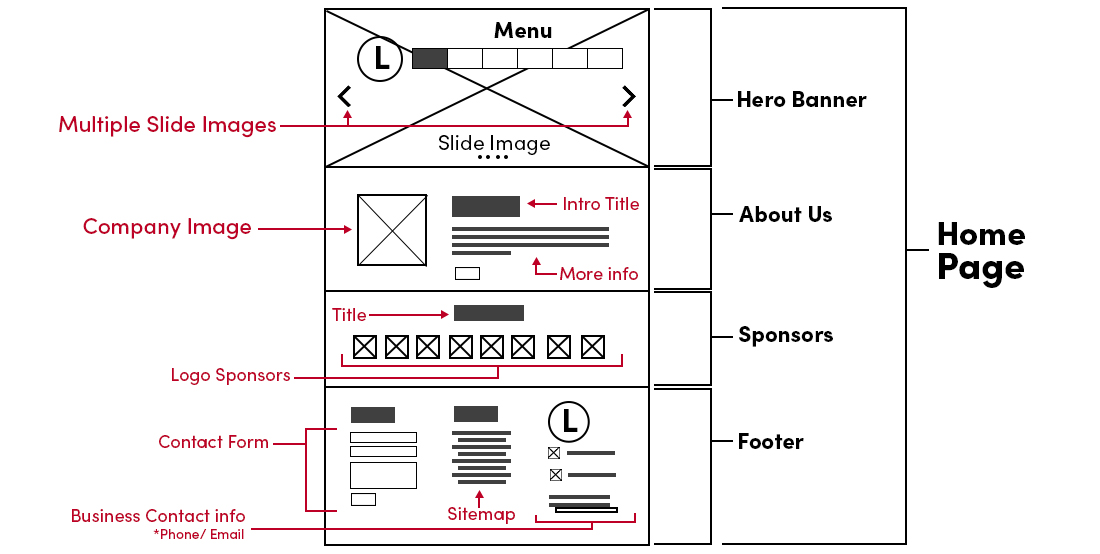 Menu
L
Hero Banner
Multiple Slide Images
Slide Image
Intro Title
About Us
Company Image
Home
Page
More info
Title
Sponsors
Logo Sponsors
L
Contact Form
Footer
Sitemap
Business Contact info
*Phone/ Email